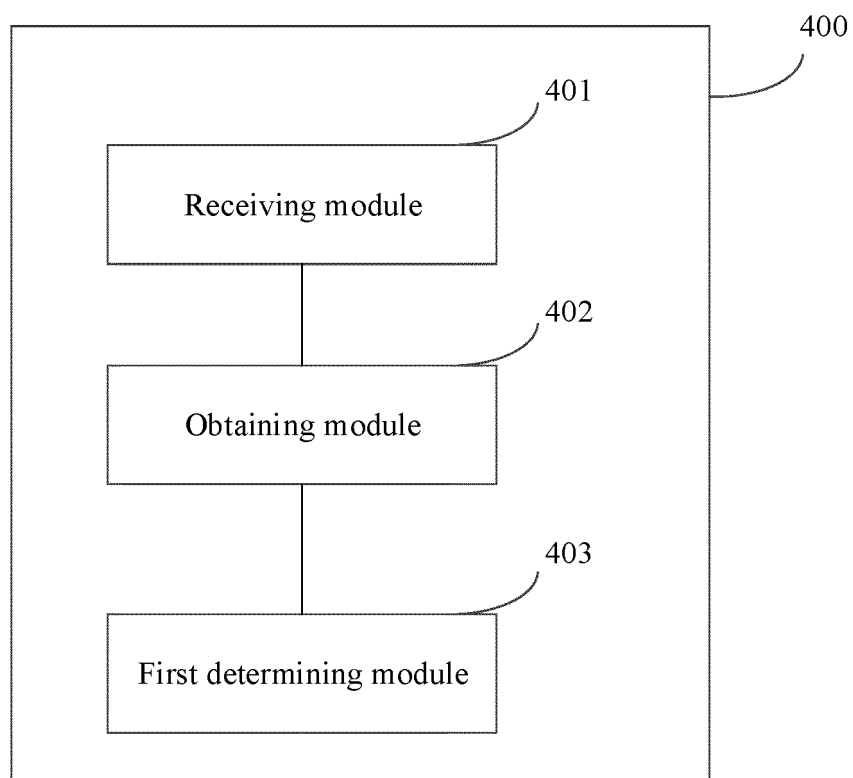 400
401
Receiving module
402
Obtaining module
403
First determining module